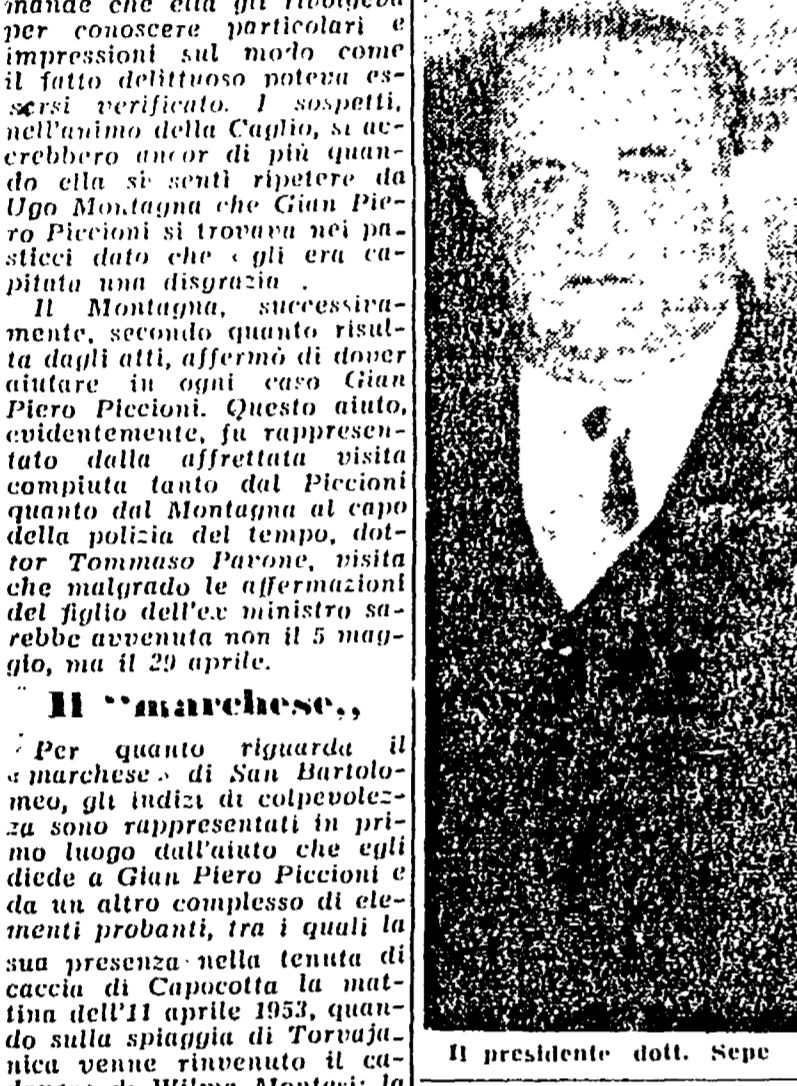 mande che ella gli rivolgeva
per conoscere particolari e
impressioni sul modo come
il fatto delittuoso poteva es-
sersi verificato. I sospetti,
nell'animo della Caglio, si ac-
crebbero ancor di più quan-
do ella si sentì ripetere da
Ugo Montagna che Gian Pie-
ro Piccioni si trovava nei pa-
sticci dato che « gli era ca-
pitata una disgrazia .
Il Montagna, successiva-
mente, secondo quanto risul-
ta dagli atti, affermò di dover
aiutare in ogni caso Gian
Piero Piccioni. Questo aiuto,
evidentemente, fu rappresen-
tato dalla affrettata visita
compiuta tanto dal Piccioni
quanto dal Montagna al capo
della polizia del tempo, dot-
tor Tommaso Pavone, visita
che malgrado le affermazioni
del figlio dell'ex ministro sa-
rebbe avvenuta non il 5 mag-
gio, ma il 29 aprile.
Il "marchese„
Per quanto riguarda il
« marchese » di San Bartolo-
meo, gli indizi di colpevolez-
za sono rappresentati in pri-
mo luogo dall'aiuto che egli
diede a Gian Piero Piccioni e
da un altro complesso di ele-
menti probanti, tra i quali la
sua presenza nella tenuta di
caccia di Capocotta la mat-
tina dell'11 aprile 1953, quan-
do sulla spiaggia di Torvaja-
nica venne rinvenuto il ca-
davere di Wilma Montesi; la
Il presidente dott. Sepe